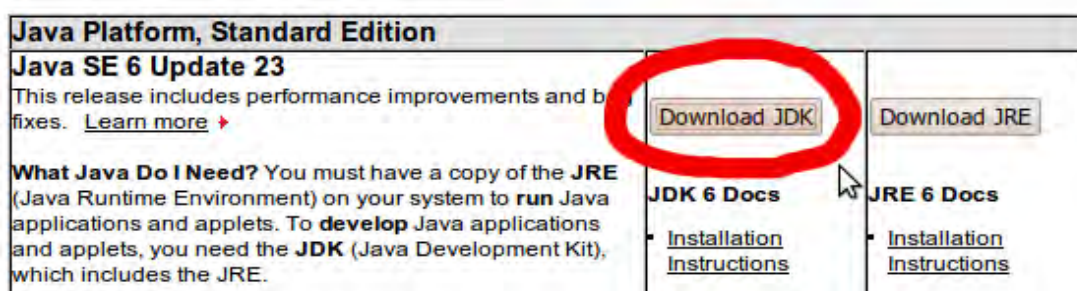 Java Platform, Standard Edition
Java SE 6 Update 23
This release includes performance improvements and
fixes. Learn more
What Java Do I Need? You must have a copy of the JRE
(Java Runtime Environment) on your system to run Java
applications and applets. To develop Java applications
and applets, you need the JDK (Java Development Kit),
which includes the JRE.
Download JDK
JDK 6 Docs
Installation
Instructions
Download JRE
JRE 6 Docs
Installation
Instructions